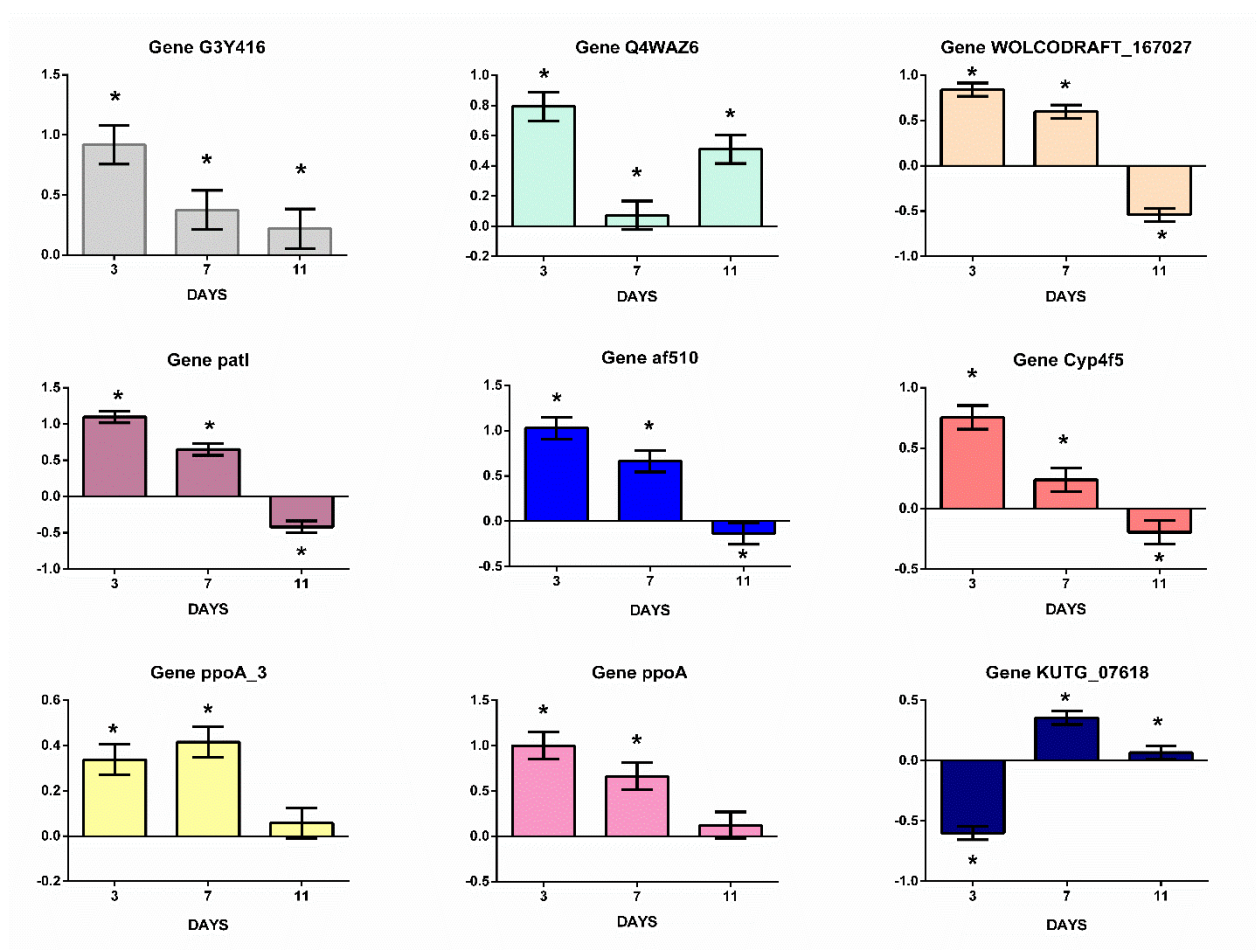 Gene G3Y416
1.5
1.0
0.5
0.0
*
*
*
3 7 11
DAYS
Gene Q4WAZ6
1.0
0.8
0.6
0.4
0.2
0.0
-0.2
*
*
*
3 7 11
DAYS
Gene WOLCODRAFT_167027
1.0
0.5
0.0
-0.5
-1.0
*
*
*
3 7 11
DAYS
Gene patI
1.5
1.0
0.5
0.0
-0.5
-1.0
*
*
*
3 7 11
DAYS
Gene af510
1.5
1.0
0.5
0.0
-0.5
*
*
*
3 7 11
DAYS
Gene Cyp4f5
1.0
0.5
0.0
-0.5
*
*
*
3 7 11
DAYS
Gene ppoA_3
0.6
0.4
0.2
0.0
-0.2
*
*
3 7 11
DAYS
Gene ppoA
1.5
1.0
0.5
0.0
-0.5
*
*
3 7 11
DAYS
Gene KUTG_07618
0.5
0.0
-0.5
-1.0
*
*
*
3 7 11
DAYS